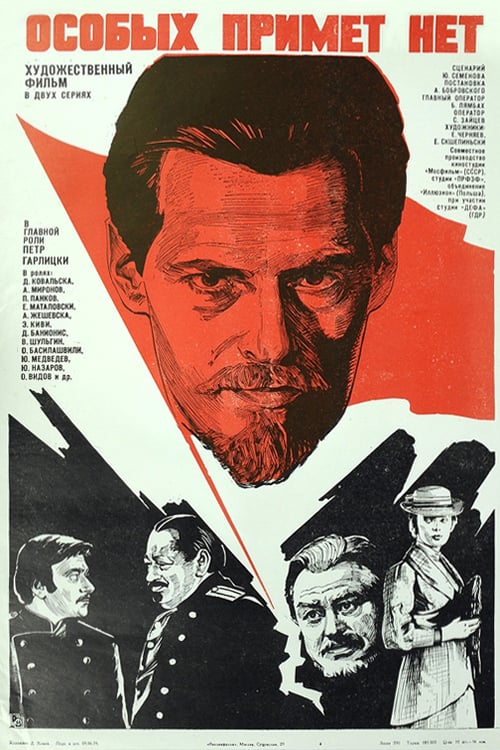 ОСОБЫХ ПРИМЕТ НЕТ
ХУДОЖЕСТВЕННЫЙ
ФИЛЬМ
В ДВУХ СЕРИЯХ
СЦЕНАРИЙ
Ю. СЕМЕНОВА
ПОСТАНОВКА
А. БОБРОВСКОГО
ГЛАВНЫЙ ОПЕРАТОР
Б. ЛЯМБАХ
ОПЕРАТОР
С. ЗАЙЦЕВ
ХУДОЖНИКИ:
Е. ЧЕРНЯЕВ,
Е. СКШЕПИНЬСКИ
Совместное
производство
киностудии
«Мосфильм» (СССР),
студии «ПРФЗФ»,
объединение
«Иллюзион» (Польша),
при участии
студии «ДЕФА»
(ГДР)
В
ГЛАВНОЙ
РОЛИ
ПЕТР
ГАРЛИЦКИ
В ролях:
Д. КОВАЛЬСКА,
А. МИРОНОВ,
П. ПАНКОВ,
Е. МАТАЛОВСКИ,
А. ЖЕШЕВСКА,
Э. КИВИ,
Д. БАНИОНИС,
В. ШУЛЬГИН,
О. БАСИЛАШВИЛИ,
Ю. МЕДВЕДЕВ,
Ю. НАЗАРОВ,
О. ВИДОВ и др.